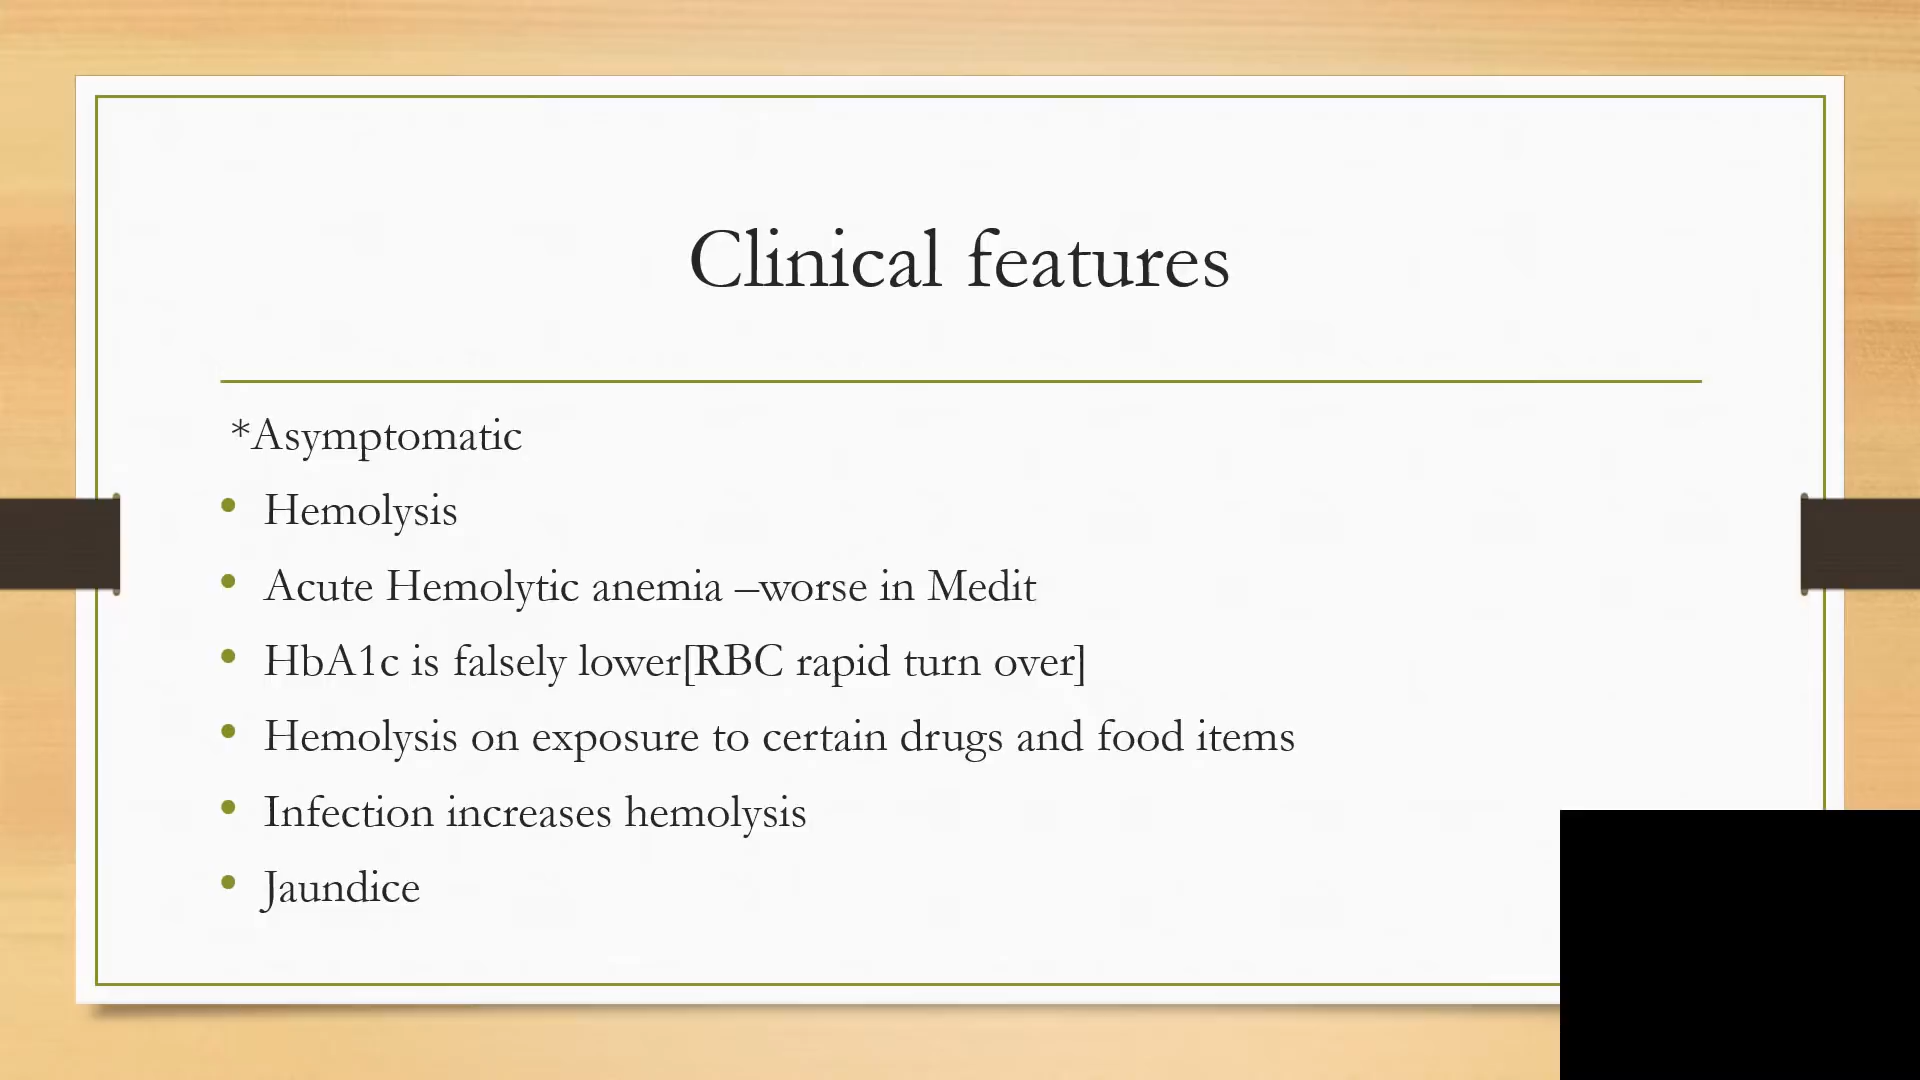 Clinical features
*Asymptomatic
• Hemolysis
• Acute Hemolytic anemia –worse in Medit
• HbA1c is falsely lower[RBC rapid turn over]
• Hemolysis on exposure to certain drugs and food items
• Infection increases hemolysis
• Jaundice